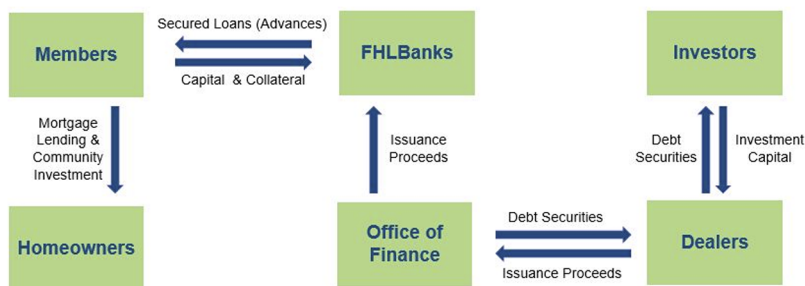 Secured Loans (Advances)
Members
FHLBanks
Investors
Capital & Collateral
Mortgage
Lending &
Community
Investment
Issuance
Proceeds
Debt
Securities
Investment
Capital
Homeowners
Office of
Finance
Debt Securities
Issuance Proceeds
Dealers